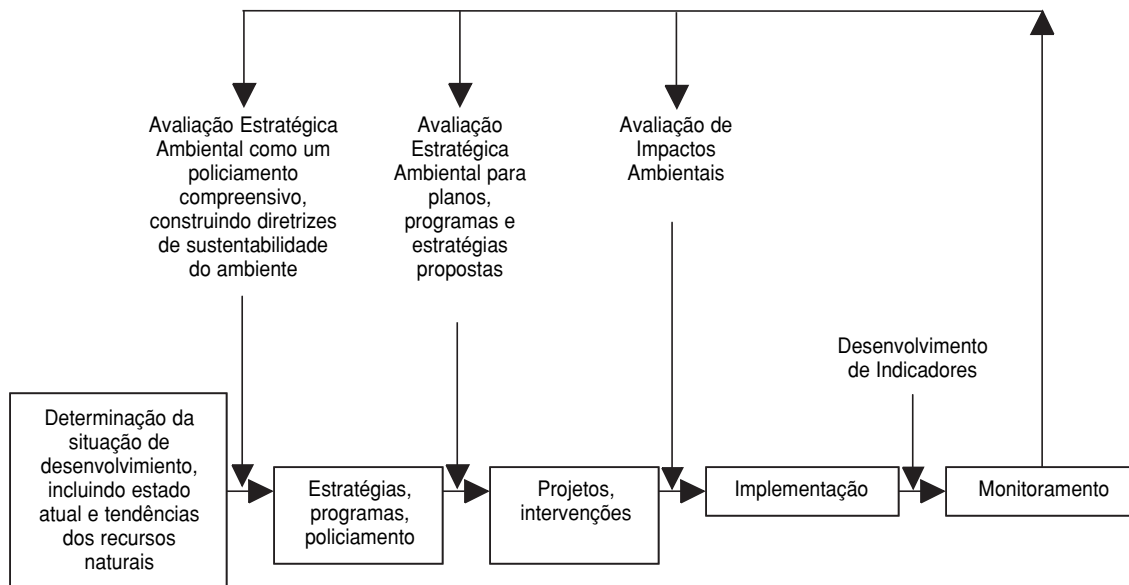 Avaliação Estratégica
Ambiental como um
policiamento
compreensivo,
construindo diretrizes
de sustentabilidade
do ambiente
Avaliação
Estratégica
Ambiental para
planos,
programas e
estratégias
propostas
Avaliação de
Impactos
Ambientais
Desenvolvimento
de Indicadores
Determinação da
situação de
desenvolvimiento,
incluindo estado
atual e tendências
dos recursos
naturais
Estratégias,
programas,
policiamento
Projetos,
intervenções
Implementação
Monitoramento